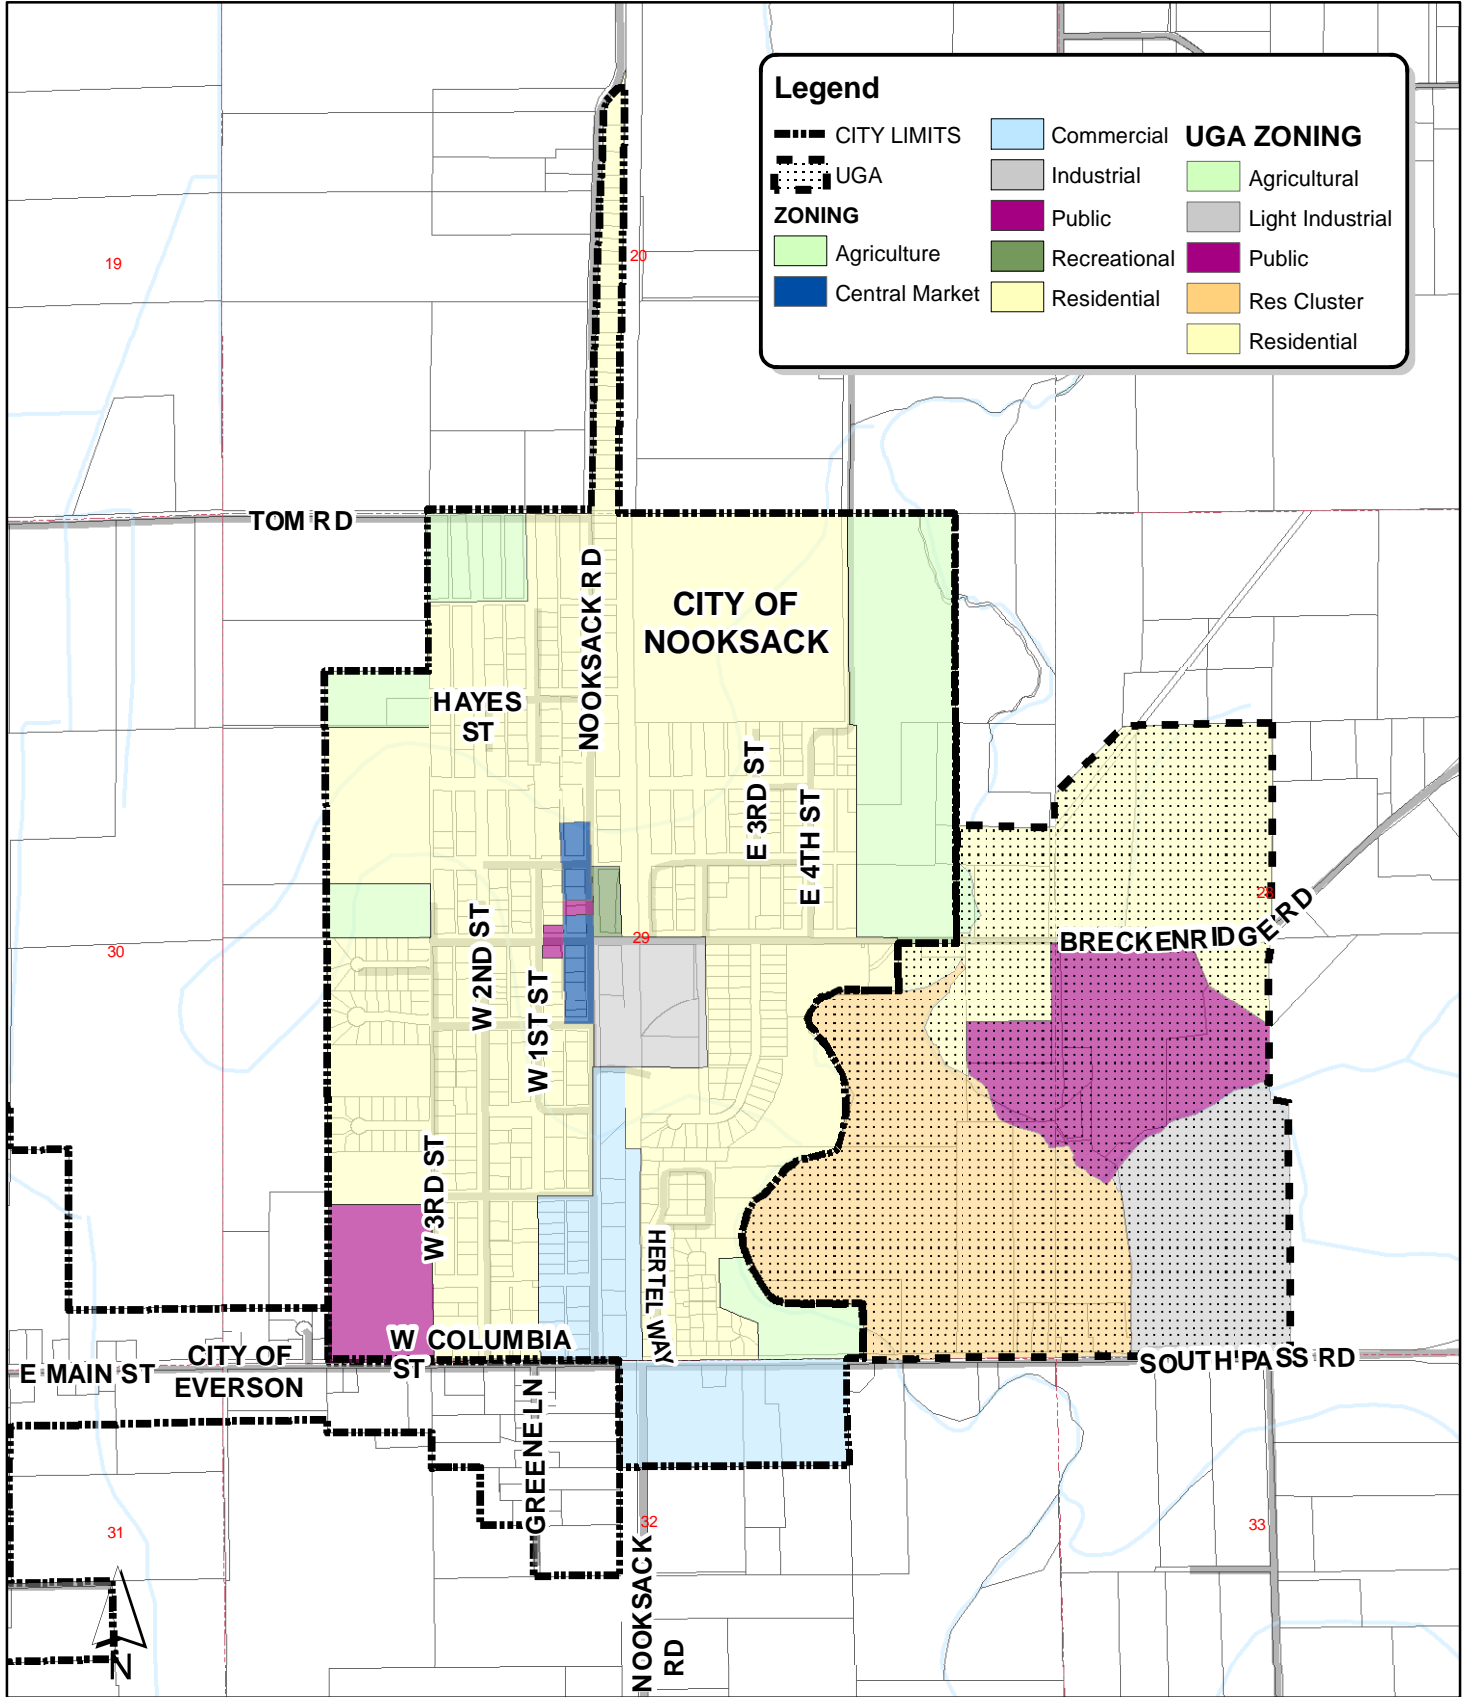 Legend
CITY LIMITS
UGA
ZONING
Agriculture
Central Market
Commercial
Industrial
Public
Recreational
Residential
UGA ZONING
Agricultural
Light Industrial
Public
Res Cluster
Residential
19
20
TOM RD
NOOKSACK RD
CITY OF
NOOKSACK
HAYES
ST
E 3RD ST
E 4TH ST
28
BRECKENRIDGE RD
29
30
W 2ND ST
W 1ST ST
W 3RD ST
HERTEL WAY
W COLUMBIA
ST
CITY OF
EVERSON
E MAIN ST
SOUTH PASS RD
GREENE LN
31
32
33
NOOKSACK
RD
N